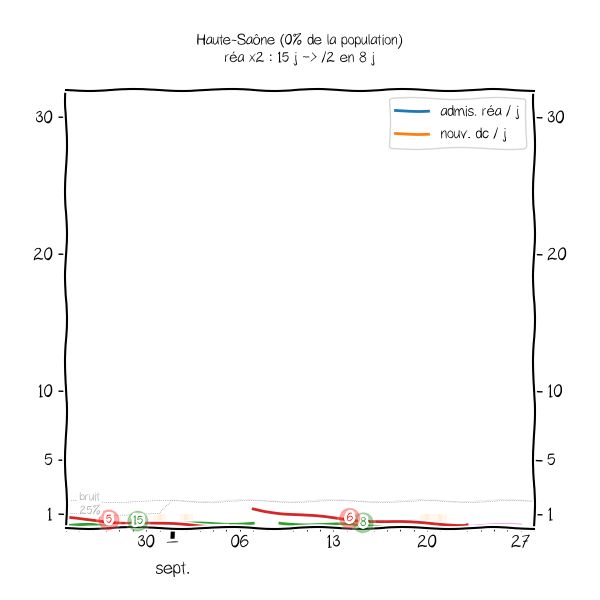 Haute-Saône (0% de la population)
réa x2 : 15 j -> /2 en 8 j
admis. réa / j
nouv. dc / j
30 30
20 20
10 10
5 5
bruit
25%
1 1
5 15 6 8
30 1 06 13 20 27
sept.